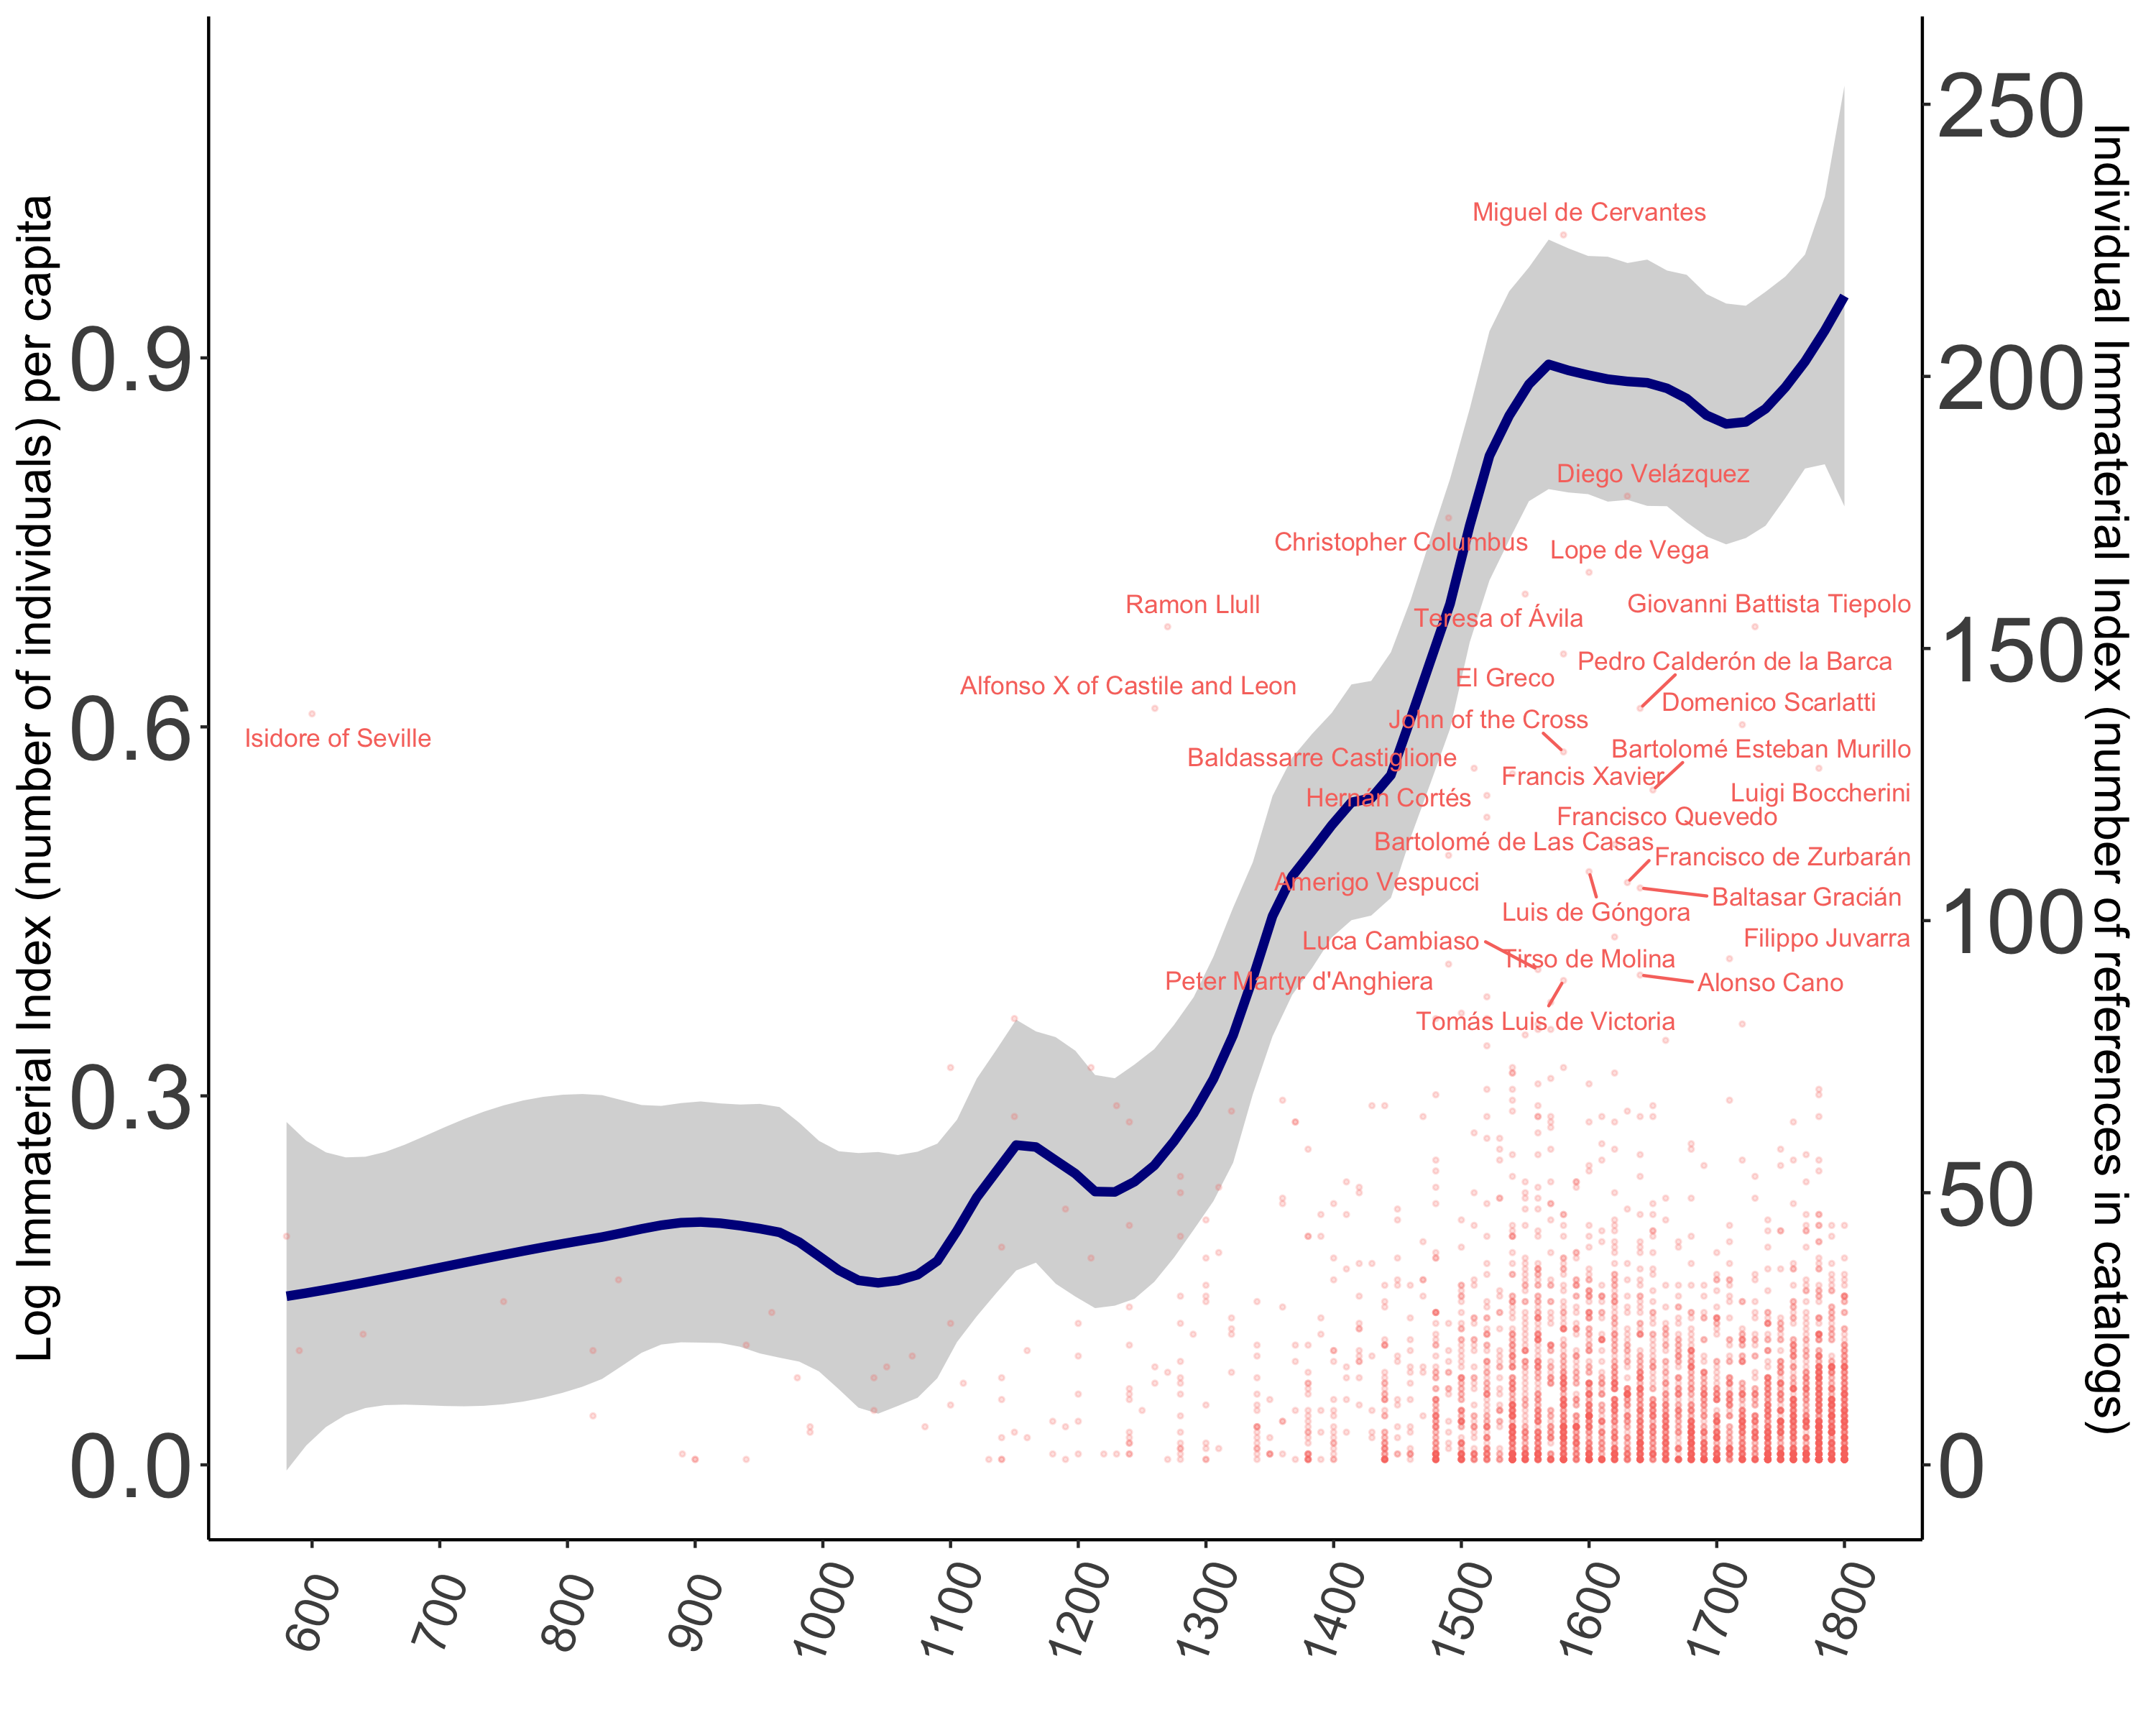 Log Immaterial Index (number of individuals) per capita
0.9
0.6
0.3
0.0
Miguel de Cervantes
Diego Velázquez
Christopher Columbus
Lope de Vega
Ramon Llull
Giovanni Battista Tiepolo
Teresa of Ávila
Pedro Calderón de la Barca
El Greco
Alfonso X of Castile and Leon
Domenico Scarlatti
John of the Cross
Isidore of Seville
Bartolomé Esteban Murillo
Baldassarre Castiglione
Francis Xavier
Luigi Boccherini
Hernán Cortés
Francisco Quevedo
Bartolomé de Las Casas
Francisco de Zurbarán
Amerigo Vespucci
Baltasar Gracián
Luis de Góngora
Filippo Juvarra
Luca Cambiaso
Tirso de Molina
Peter Martyr d'Anghiera
Alonso Cano
Tomás Luis de Victoria
250
200
150
100
50
0
Individual Immaterial Index (number of references in catalogs)
600
700
800
900
1000
1100
1200
1300
1400
1500
1600
1700
1800